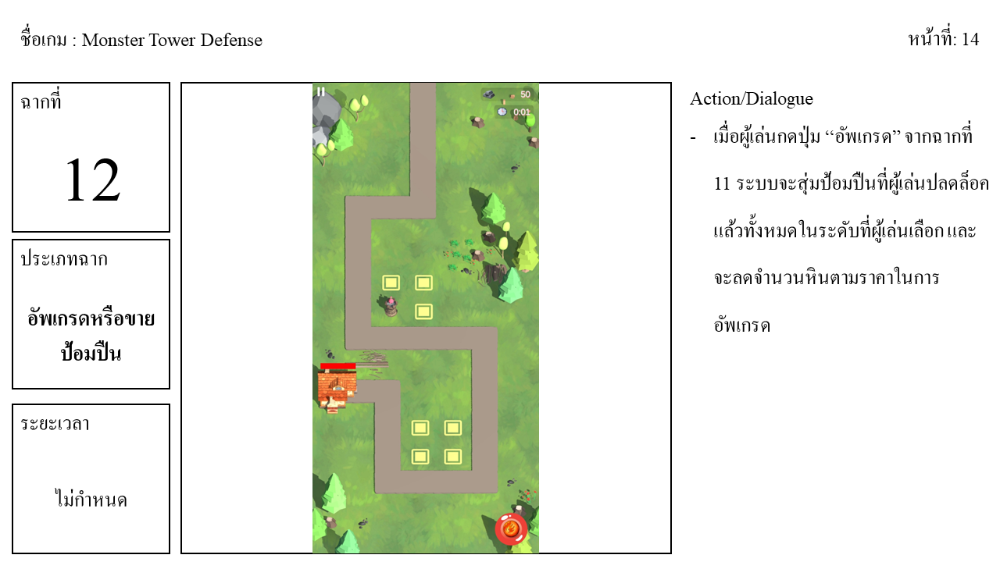 ชื่อเกม : Monster Tower Defense
หน้าที่: 14
ฉากที่
12
ประเภทฉาก
อัพเกรดหรือขาย
ป้อมปืน
ระยะเวลา
ไม่กำหนด
50
0:01
Action/Dialogue
- เมื่อผู้เล่นกดปุ่ม “อัพเกรด” จากฉากที่
11 ระบบจะสุ่มป้อมปืนที่ผู้เล่นปลดล็อค
แล้วทั้งหมดในระดับที่ผู้เล่นเลือก และ
จะลดจำนวนหินตามราคาในการ
อัพเกรด